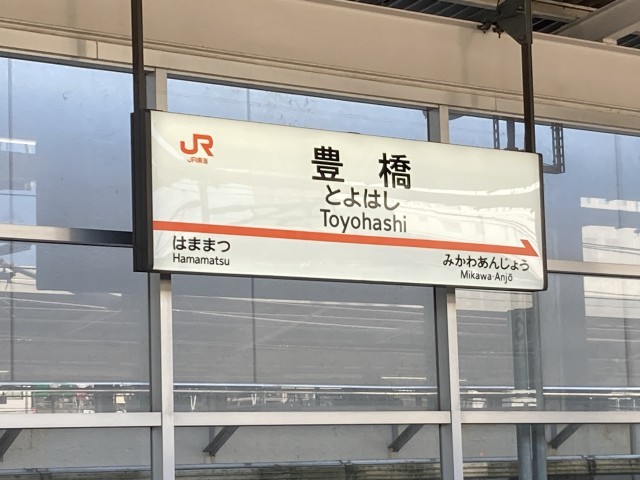 JR
JR東海
豊橋
とよはし
Toyohashi
はままつ
Hamamatsu
みかわあんじょう
Mikawa-Anjō